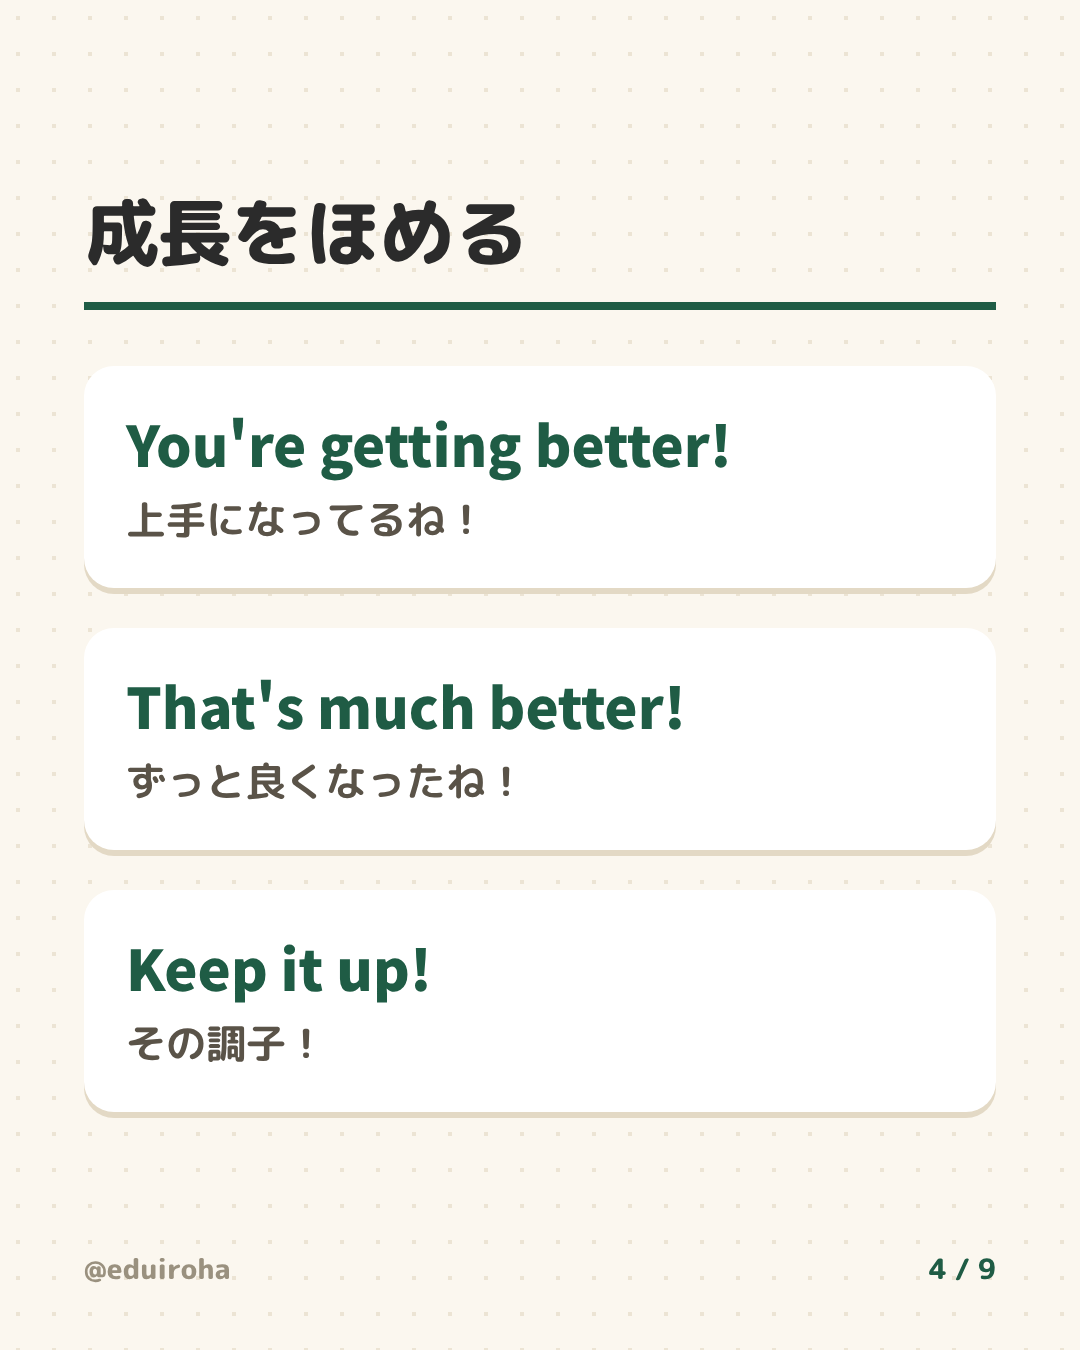 成長をほめる
You're getting better!
上手になってるね！
That's much better!
ずっと良くなったね！
Keep it up!
その調子！
@eduiroha
4 / 9